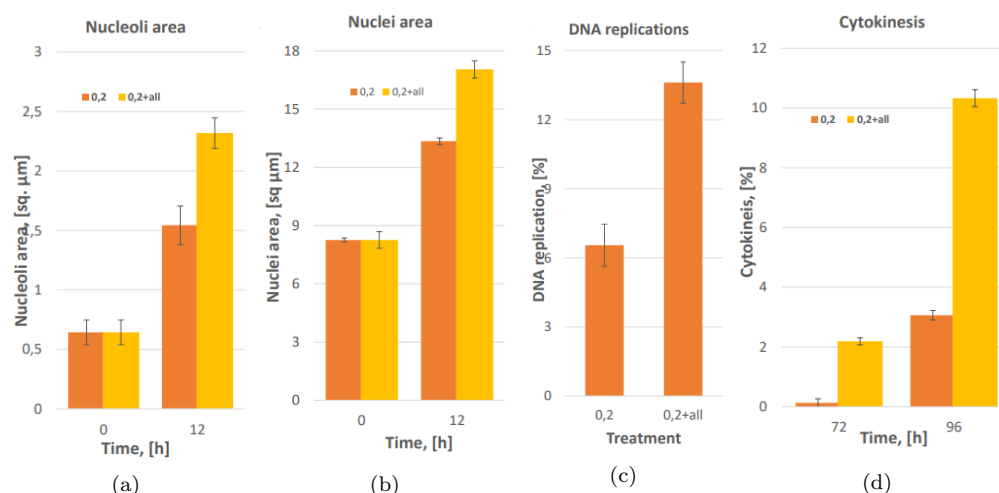 Nucleoli area
3
0,2 0,2+all
2,5
2
1,5
1
0,5
0
Nucleoli area, [sq. µm]
0 12
Time, [h]
(a)
Nuclei area
18
0,2 0,2+all
15
12
9
6
3
0
Nuclei area, [sq µm]
0 12
Time, [h]
(b)
DNA replications
15
12
9
6
3
0
DNA replication, [%]
0,2 0,2+all
Treatment
(c)
Cytokinesis
12
0,2 0,2+all
10
8
6
4
2
0
Cytokineis, [%]
72 96
Time, [h]
(d)